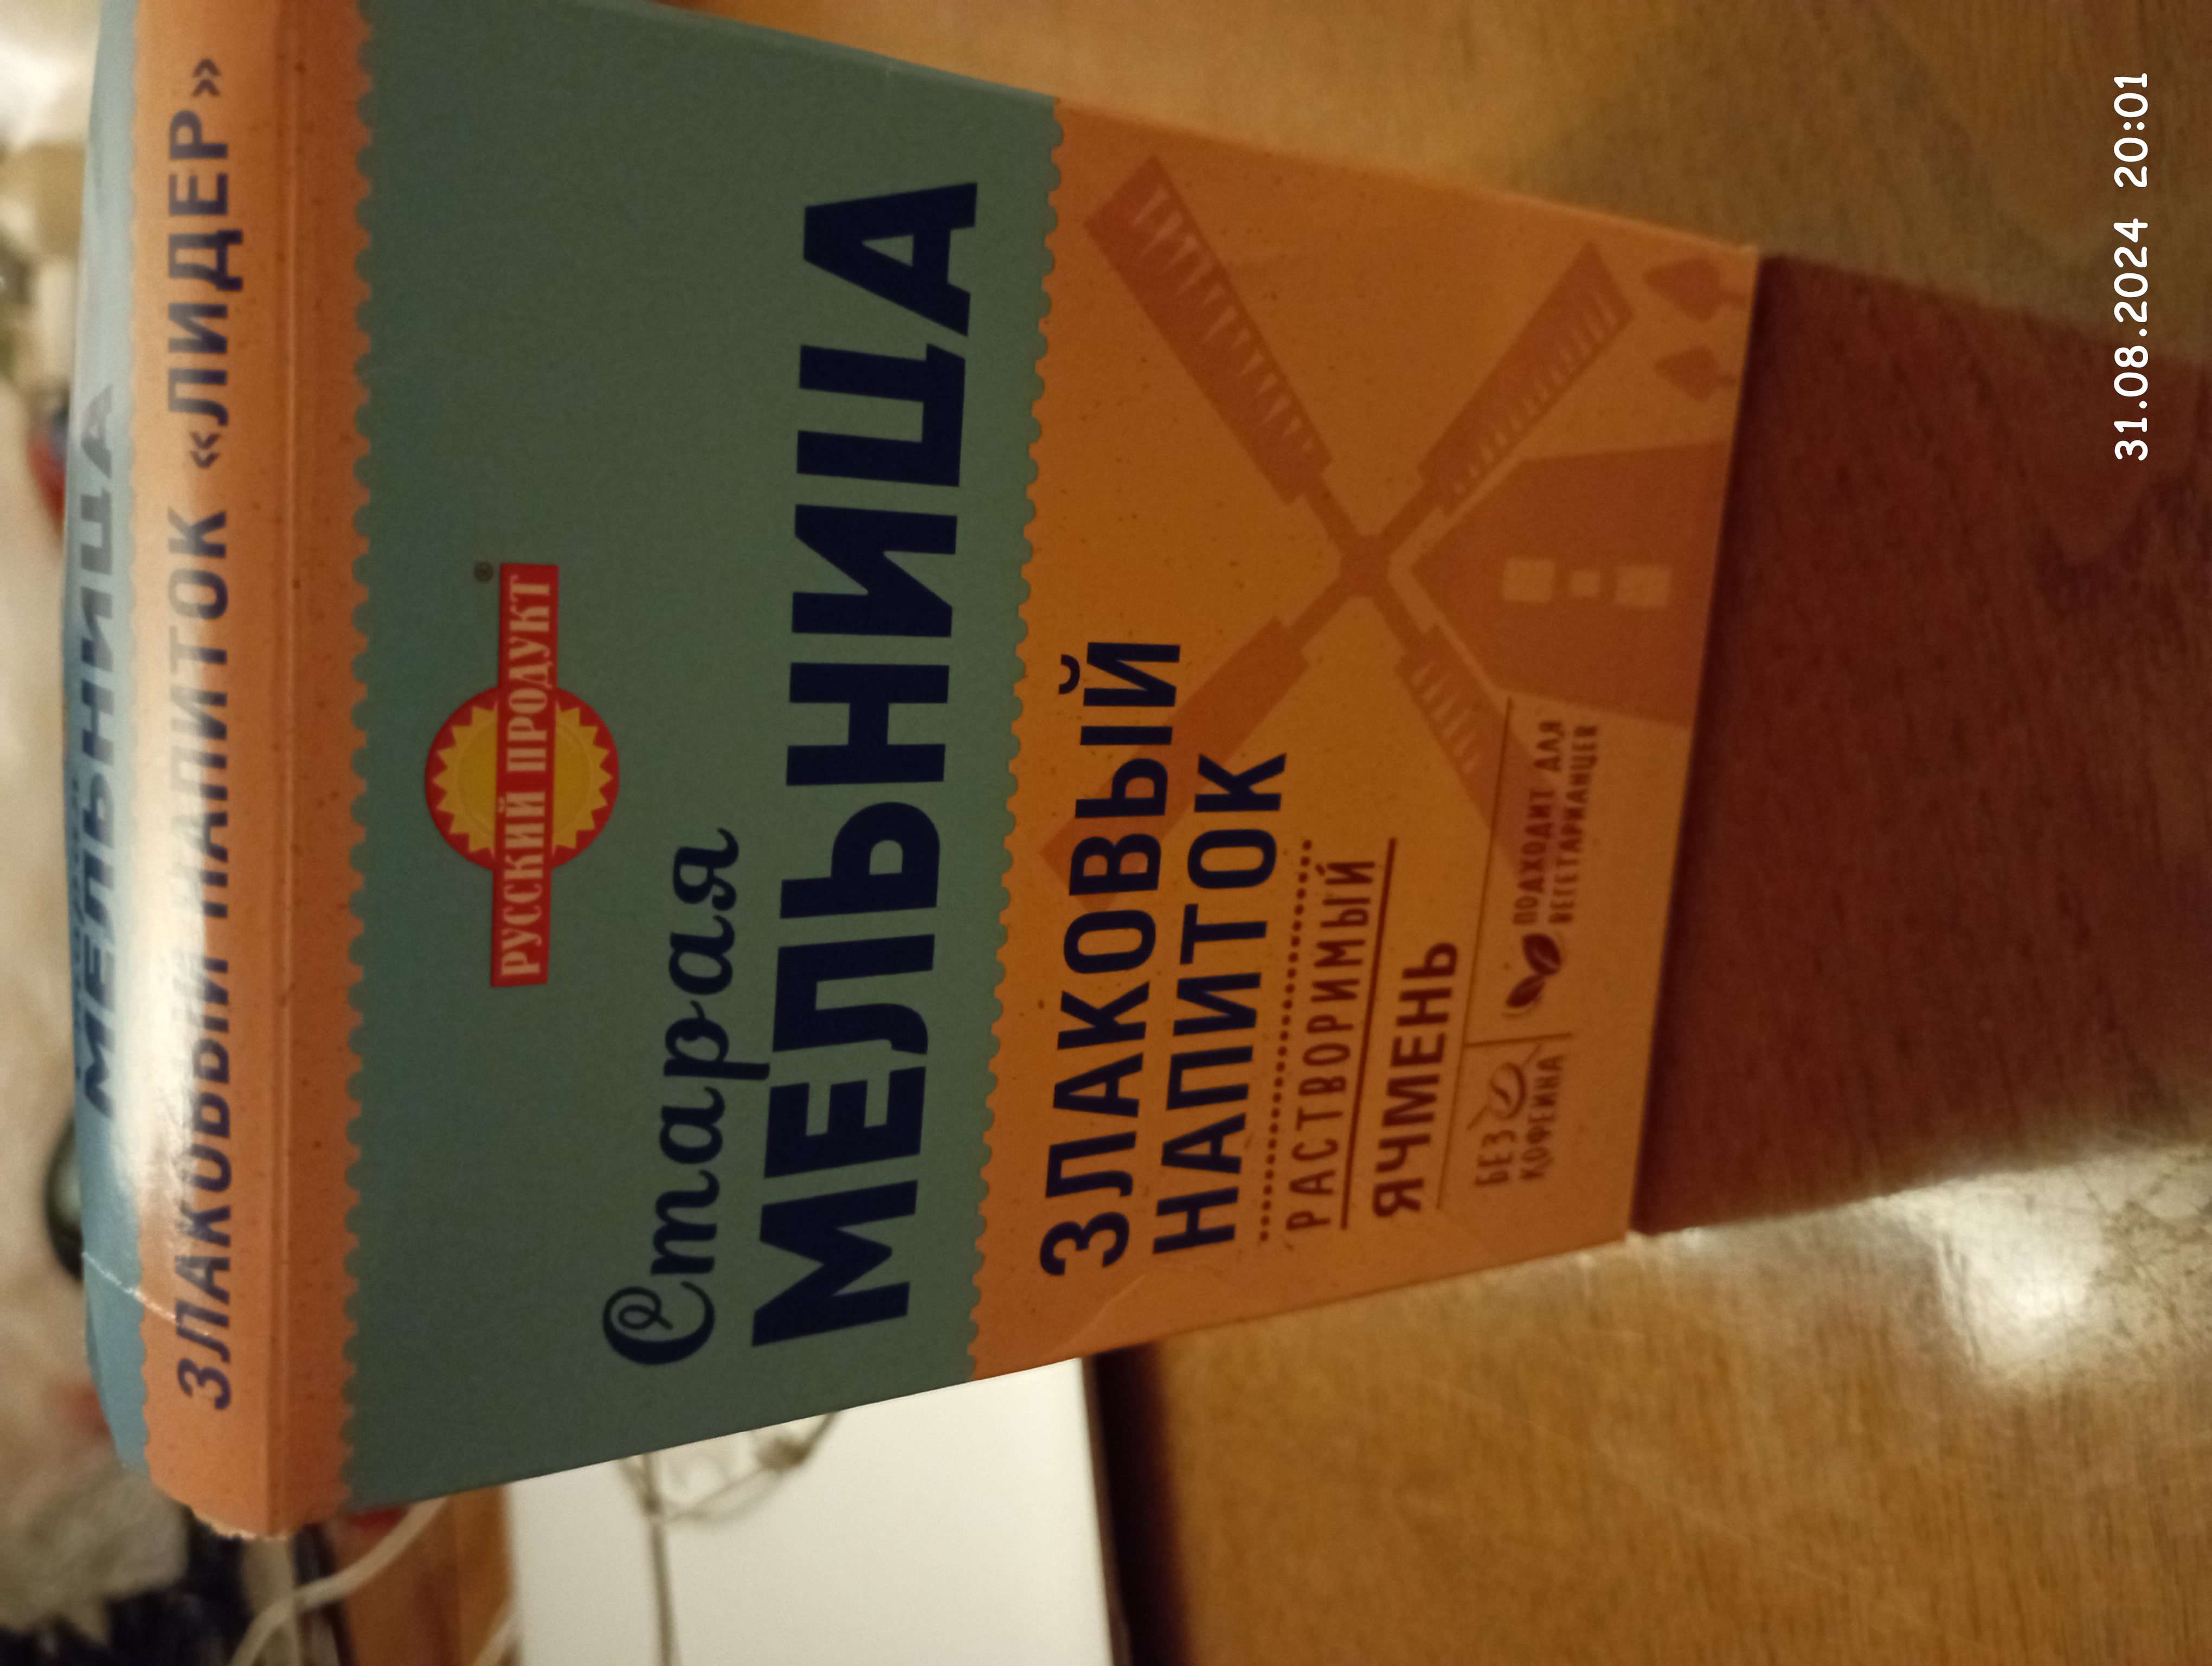 МЕЛЬНИЦА
ЗЛАКОВЫЙ НАПИТОК «ЛИДЕР»
РУССКИЙ ПРОДУКТ
®
Старая
МЕЛЬНИЦА
ЗЛАКОВЫЙ
НАПИТОК
РАСТВОРИМЫЙ
ЯЧМЕНЬ
БЕЗ
КОФЕИНА
ПОДХОДИТ ДЛЯ
ВЕГЕТАРИАНЦЕВ
31.08.2024 20:01